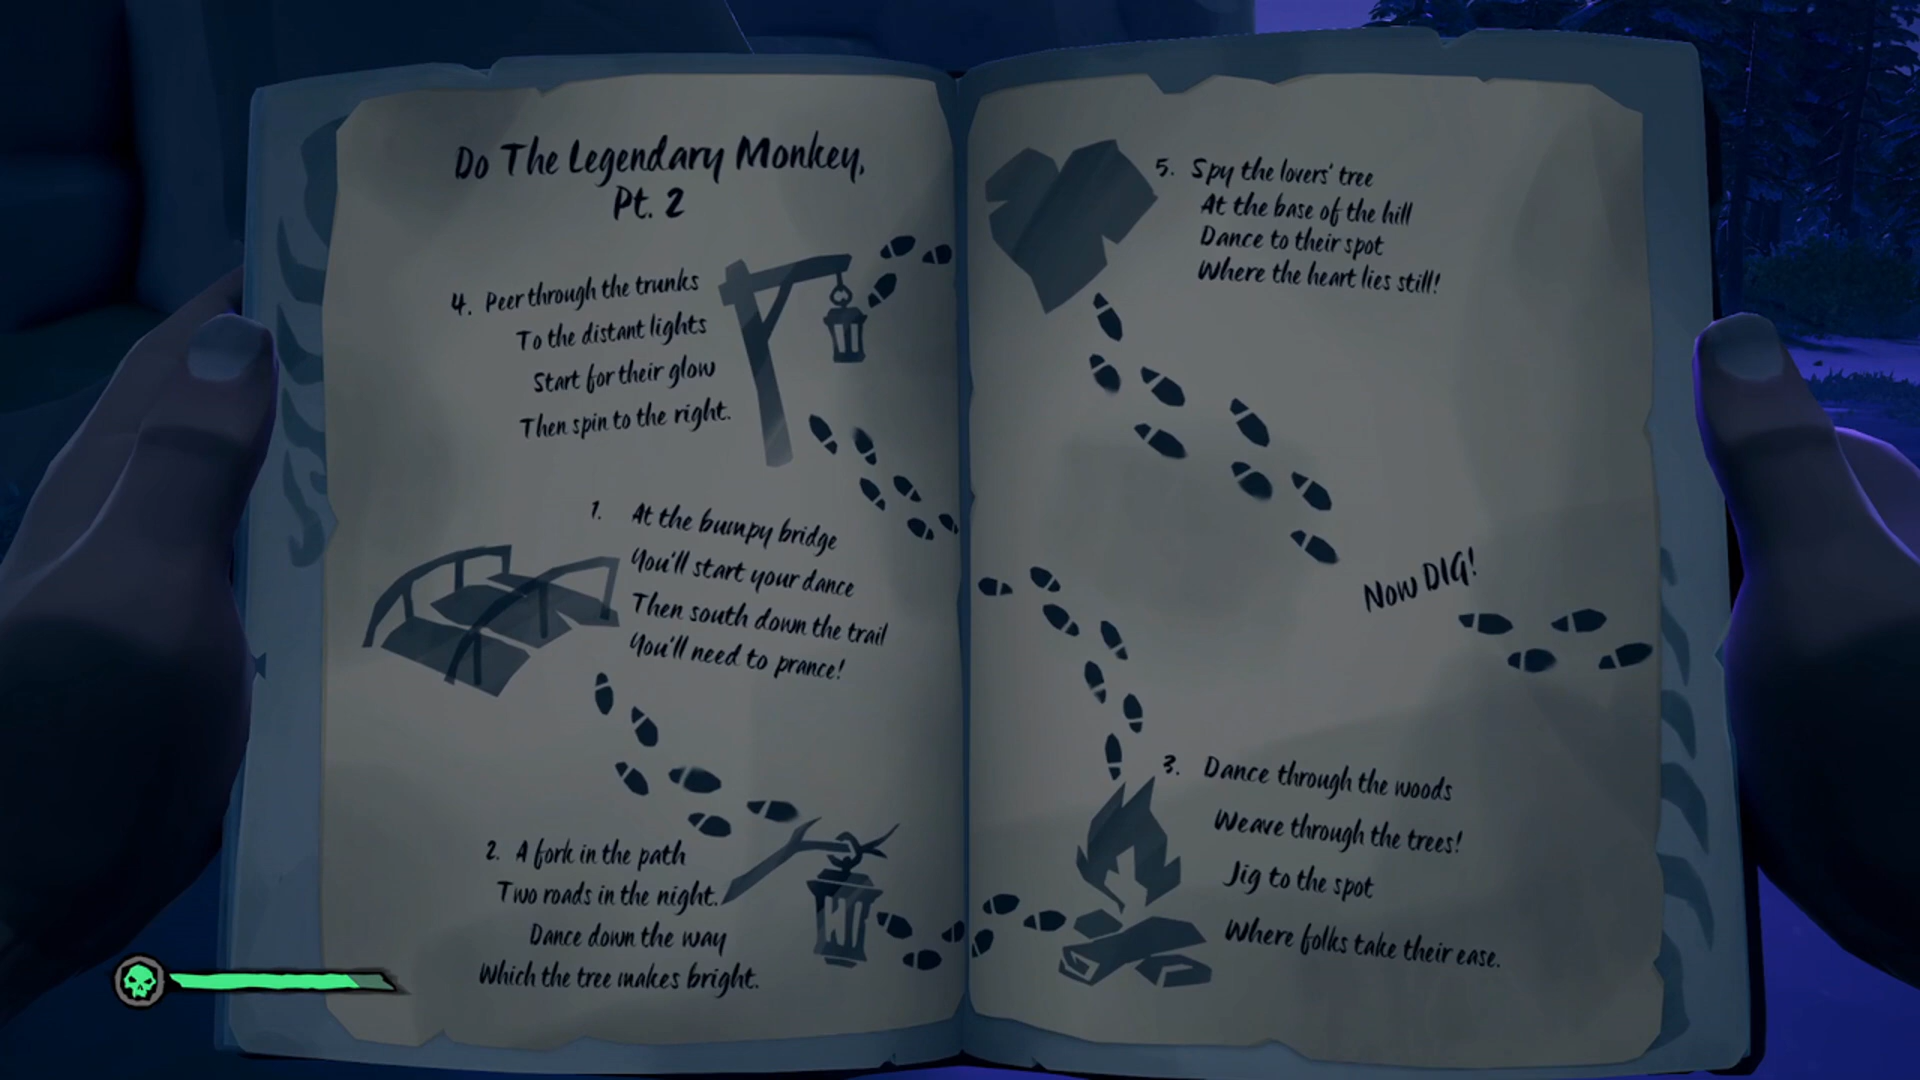 Do The Legendary Monkey,
Pt. 2
4. Peer through the trunks
To the distant lights
Start for their glow
Then spin to the right.
1. At the bumpy bridge
You'll start your dance
Then south down the trail
You'll need to prance!
2. A fork in the path
Two roads in the night.
Dance down the way
Which the tree makes bright.
5. Spy the lovers' tree
At the base of the hill
Dance to their spot
Where the heart lies still!
Now DIG!
3. Dance through the woods
Weave through the trees!
Jig to the spot
Where folks take their ease.